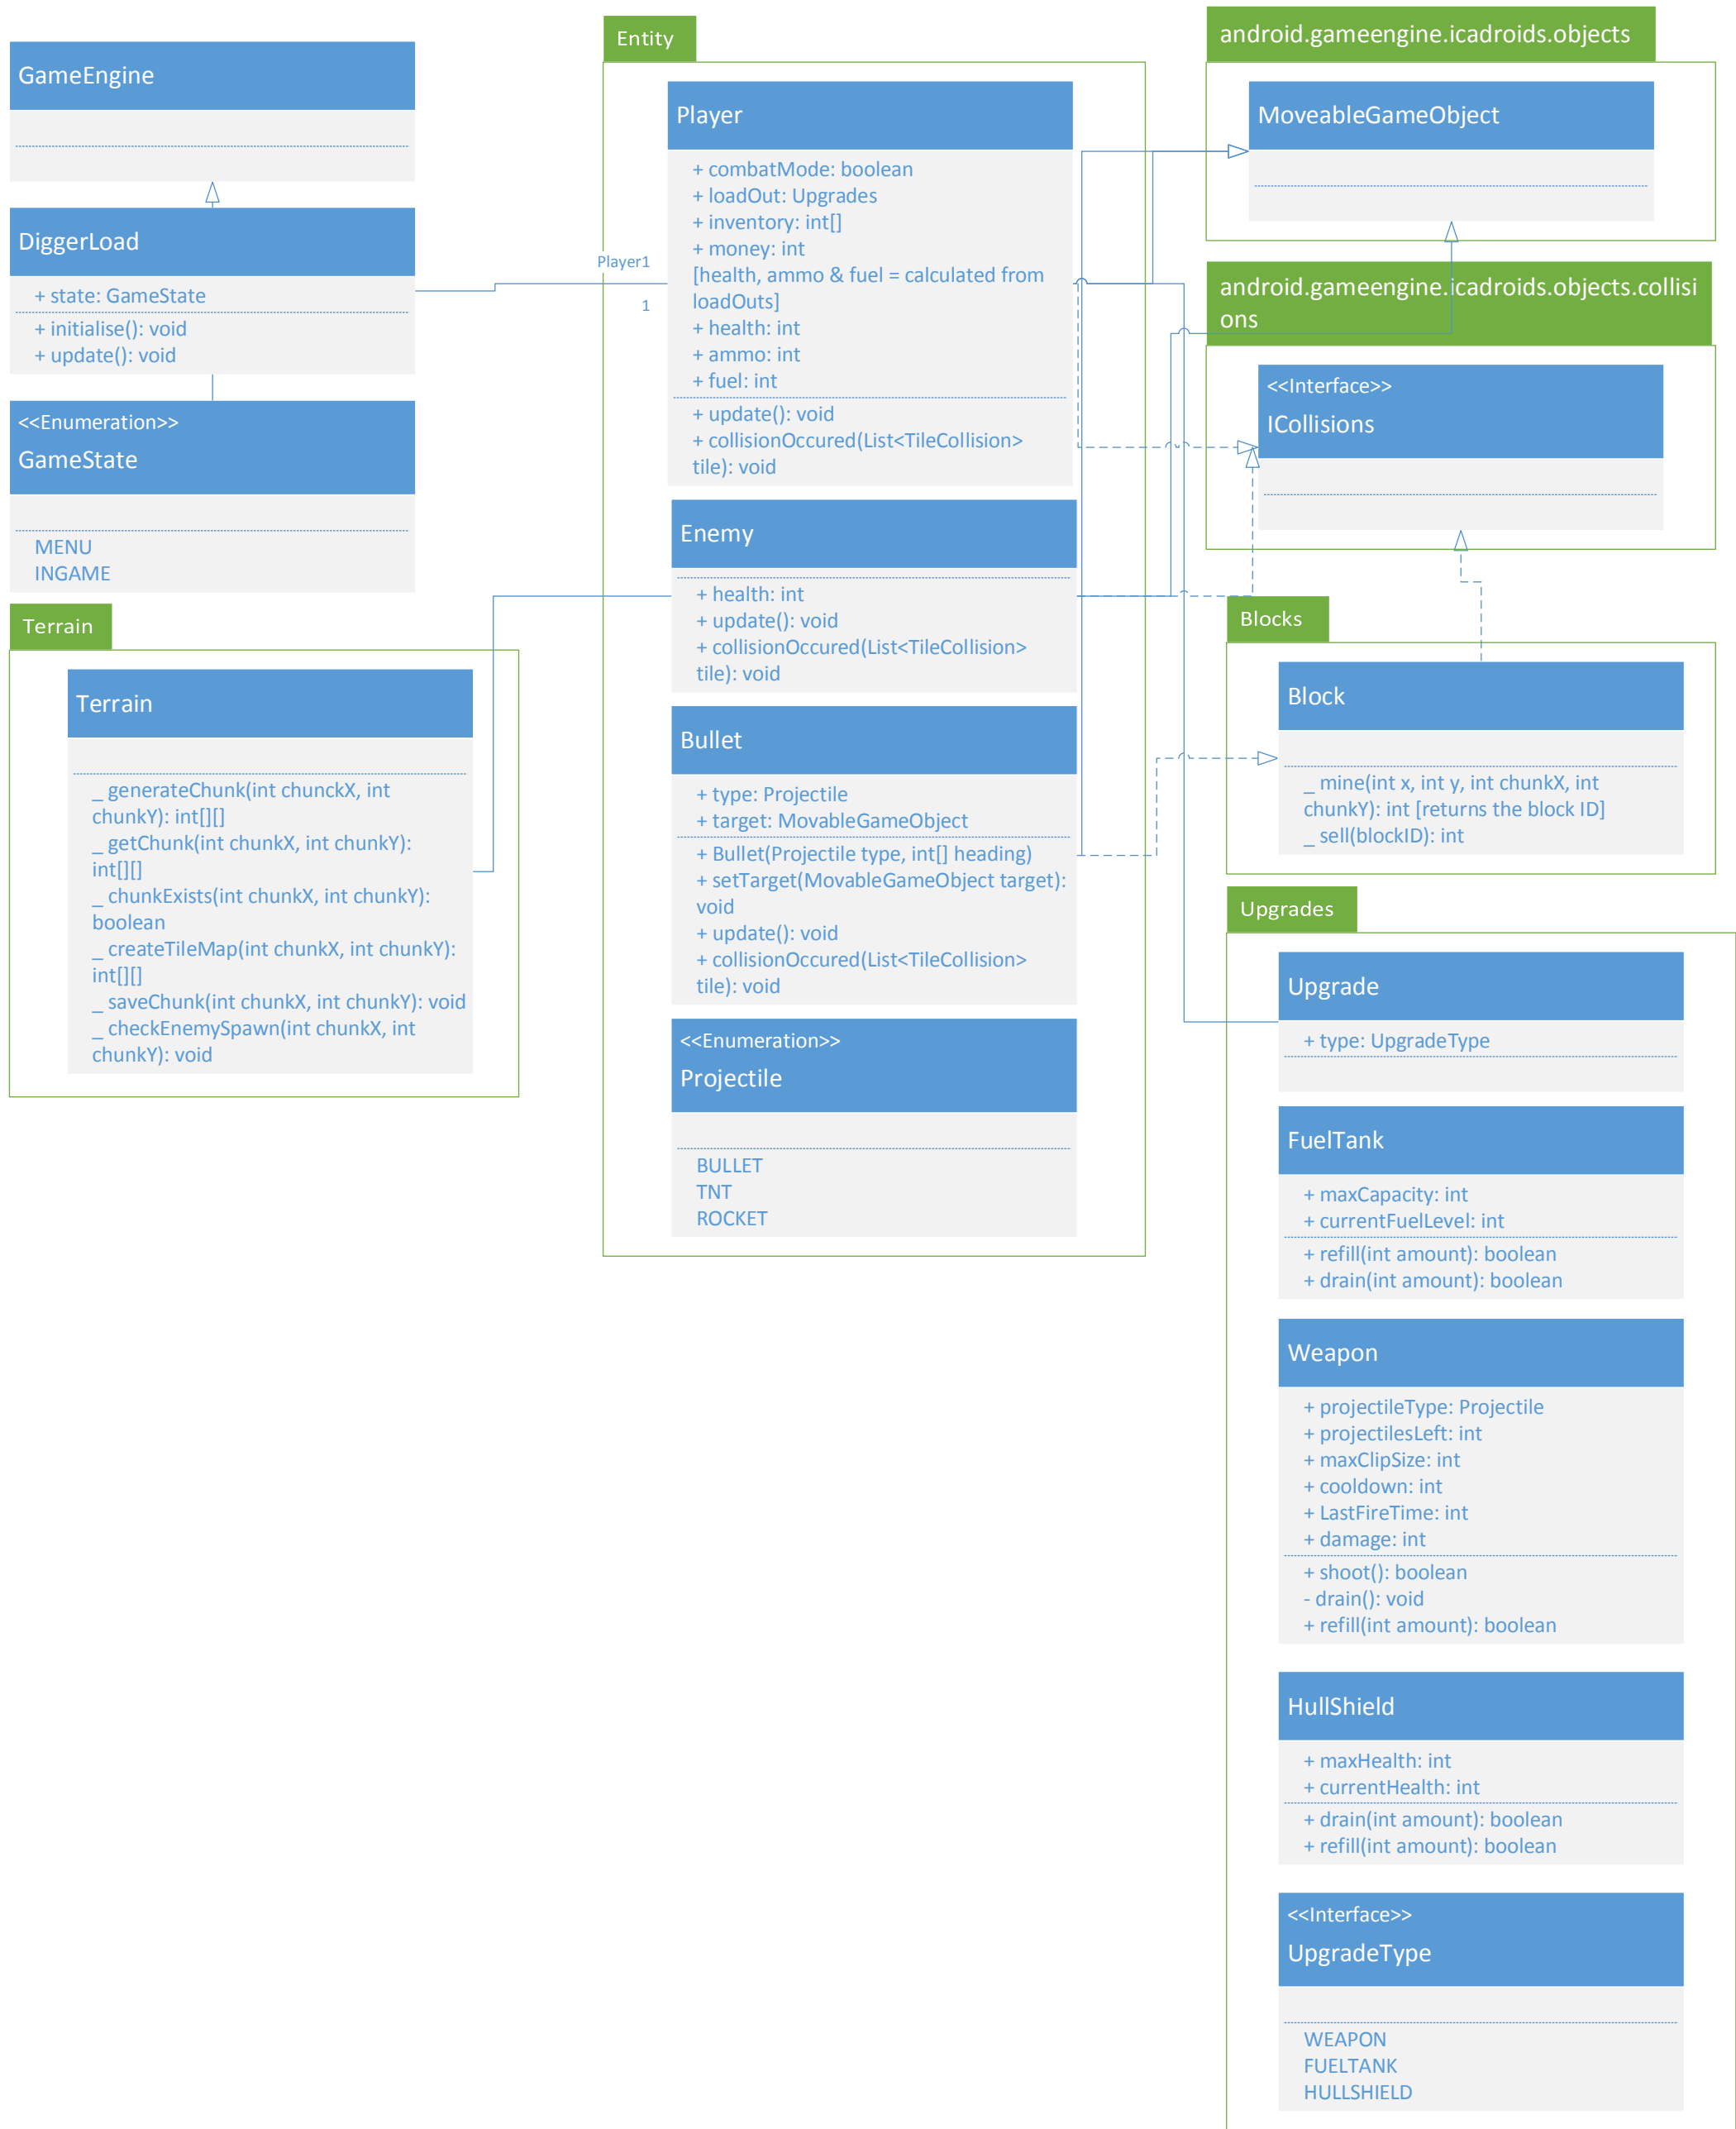 GameEngine
DiggerLoad
+ state: GameState
+ initialise(): void
+ update(): void
<<Enumeration>>
GameState
MENU
INGAME
Terrain
Terrain
_ generateChunk(int chunckX, int
chunkY): int[][]
_ getChunk(int chunkX, int chunkY):
int[][]
_ chunkExists(int chunkX, int chunkY):
boolean
_ createTileMap(int chunkX, int chunkY):
int[][]
_ saveChunk(int chunkX, int chunkY): void
_ checkEnemySpawn(int chunkX, int
chunkY): void
Player1
1
Entity
Player
+ combatMode: boolean
+ loadOut: Upgrades
+ inventory: int[]
+ money: int
[health, ammo & fuel = calculated from
loadOuts]
+ health: int
+ ammo: int
+ fuel: int
+ update(): void
+ collisionOccured(List<TileCollision>
tile): void
Enemy
+ health: int
+ update(): void
+ collisionOccured(List<TileCollision>
tile): void
Bullet
+ type: Projectile
+ target: MovableGameObject
+ Bullet(Projectile type, int[] heading)
+ setTarget(MovableGameObject target):
void
+ update(): void
+ collisionOccured(List<TileCollision>
tile): void
<<Enumeration>>
Projectile
BULLET
TNT
ROCKET
android.gameengine.icadroids.objects
MoveableGameObject
android.gameengine.icadroids.objects.collisi
ons
<<Interface>>
ICollisions
Blocks
Block
_ mine(int x, int y, int chunkX, int
chunkY): int [returns the block ID]
_ sell(blockID): int
Upgrades
Upgrade
+ type: UpgradeType
FuelTank
+ maxCapacity: int
+ currentFuelLevel: int
+ refill(int amount): boolean
+ drain(int amount): boolean
Weapon
+ projectileType: Projectile
+ projectilesLeft: int
+ maxClipSize: int
+ cooldown: int
+ LastFireTime: int
+ damage: int
+ shoot(): boolean
- drain(): void
+ refill(int amount): boolean
HullShield
+ maxHealth: int
+ currentHealth: int
+ drain(int amount): boolean
+ refill(int amount): boolean
<<Interface>>
UpgradeType
WEAPON
FUELTANK
HULLSHIELD